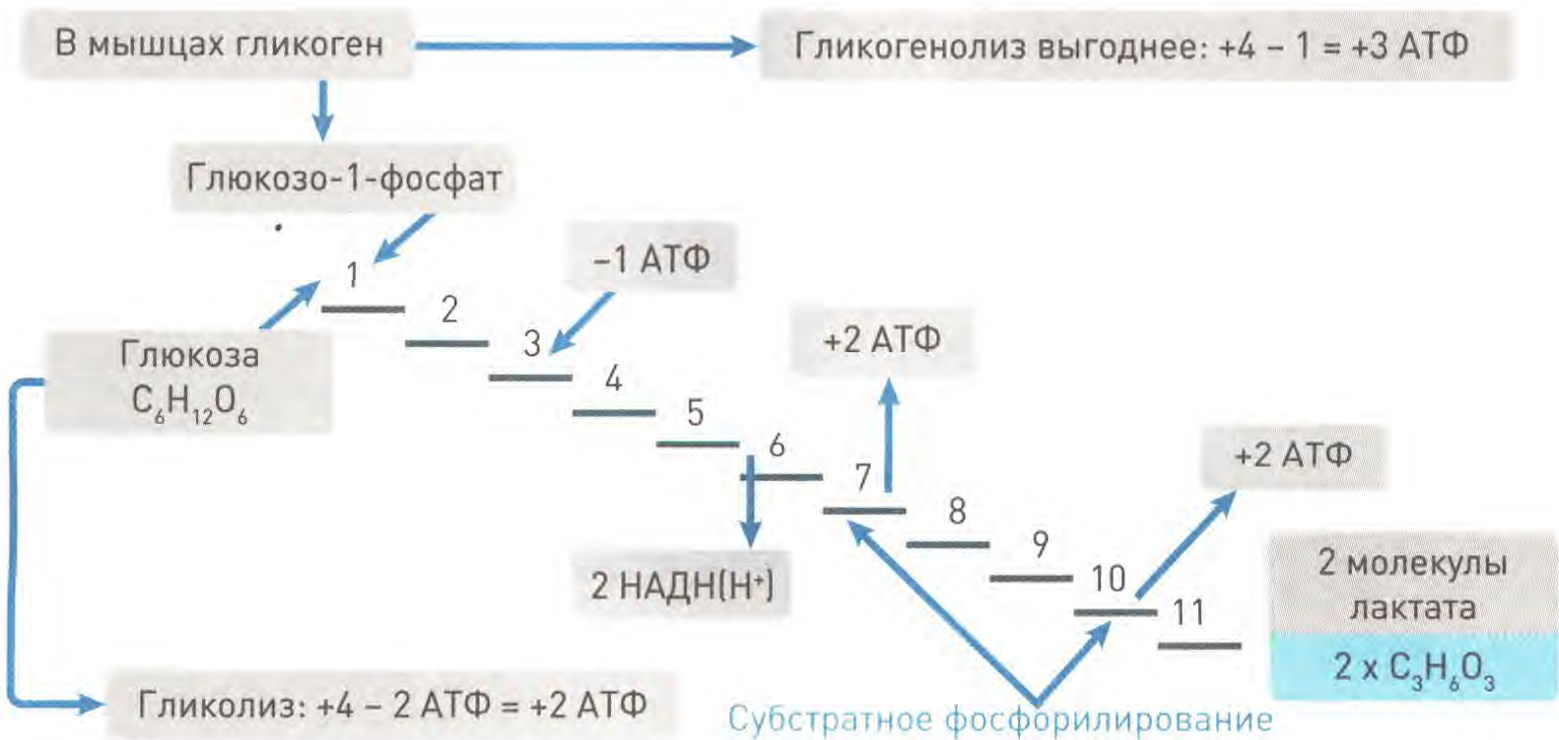 В мышцах гликоген
Гликогенолиз выгоднее: +4 – 1 = +3 АТФ
Глюкозо-1-фосфат
–1 АТФ
1
2
3
4
5
6
7
8
9
10
11
Глюкоза
C₆H₁₂O₆
+2 АТФ
+2 АТФ
2 НАДН(Н⁺)
2 молекулы
лактата
2 x C₃H₆O₃
Гликолиз: +4 – 2 АТФ = +2 АТФ
Субстратное фосфорилирование